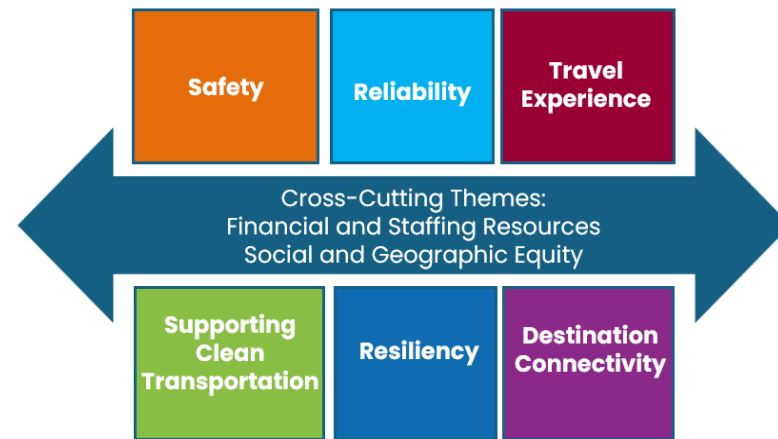 Safety
Reliability
Travel
Experience
Cross-Cutting Themes:
Financial and Staffing Resources
Social and Geographic Equity
Supporting
Clean
Transportation
Resiliency
Destination
Connectivity